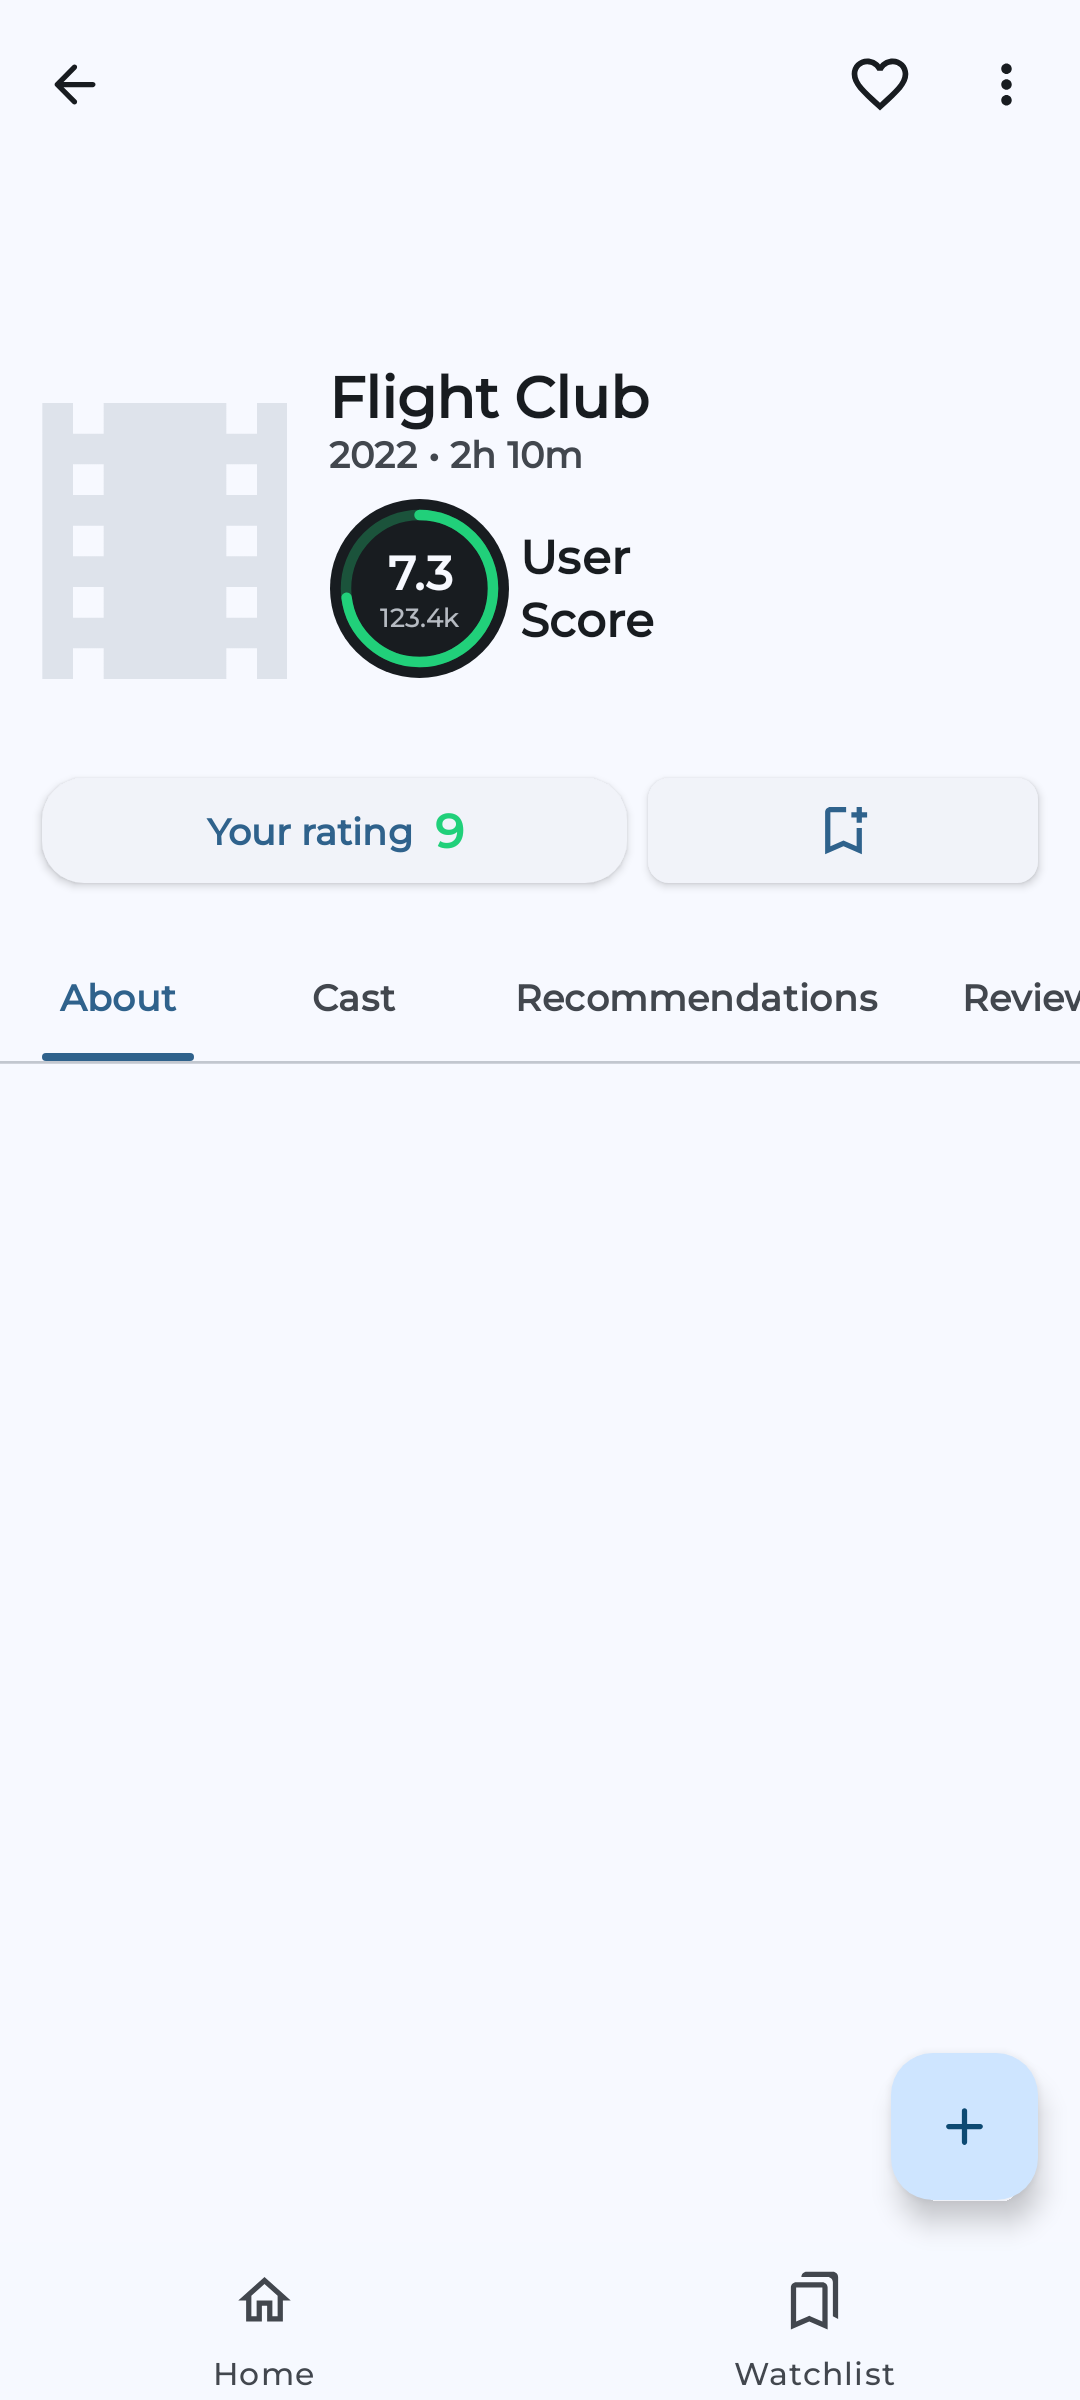 Flight Club
2022 • 2h 10m
7.3
123.4k
User
Score
Your rating 9
About Cast Recommendations Review
Home Watchlist